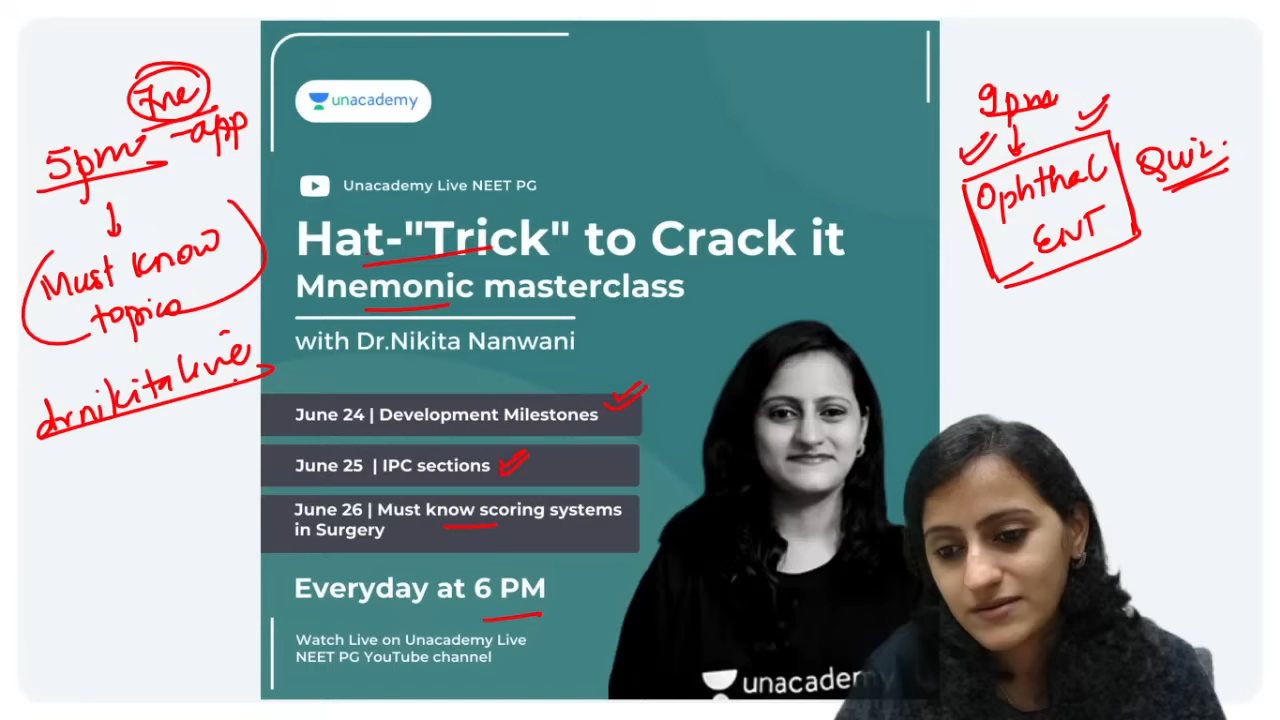 free
5pm -app
Must know
topics
drnikitalive
unacademy
Unacademy Live NEET PG
Hat-"Trick" to Crack it
Mnemonic masterclass
with Dr.Nikita Nanwani
June 24 | Development Milestones
June 25 | IPC sections
June 26 | Must know scoring systems
in Surgery
Everyday at 6 PM
Watch Live on Unacademy Live
NEET PG YouTube channel
unacademy
9pm
Ophthal
ENT
Quiz.